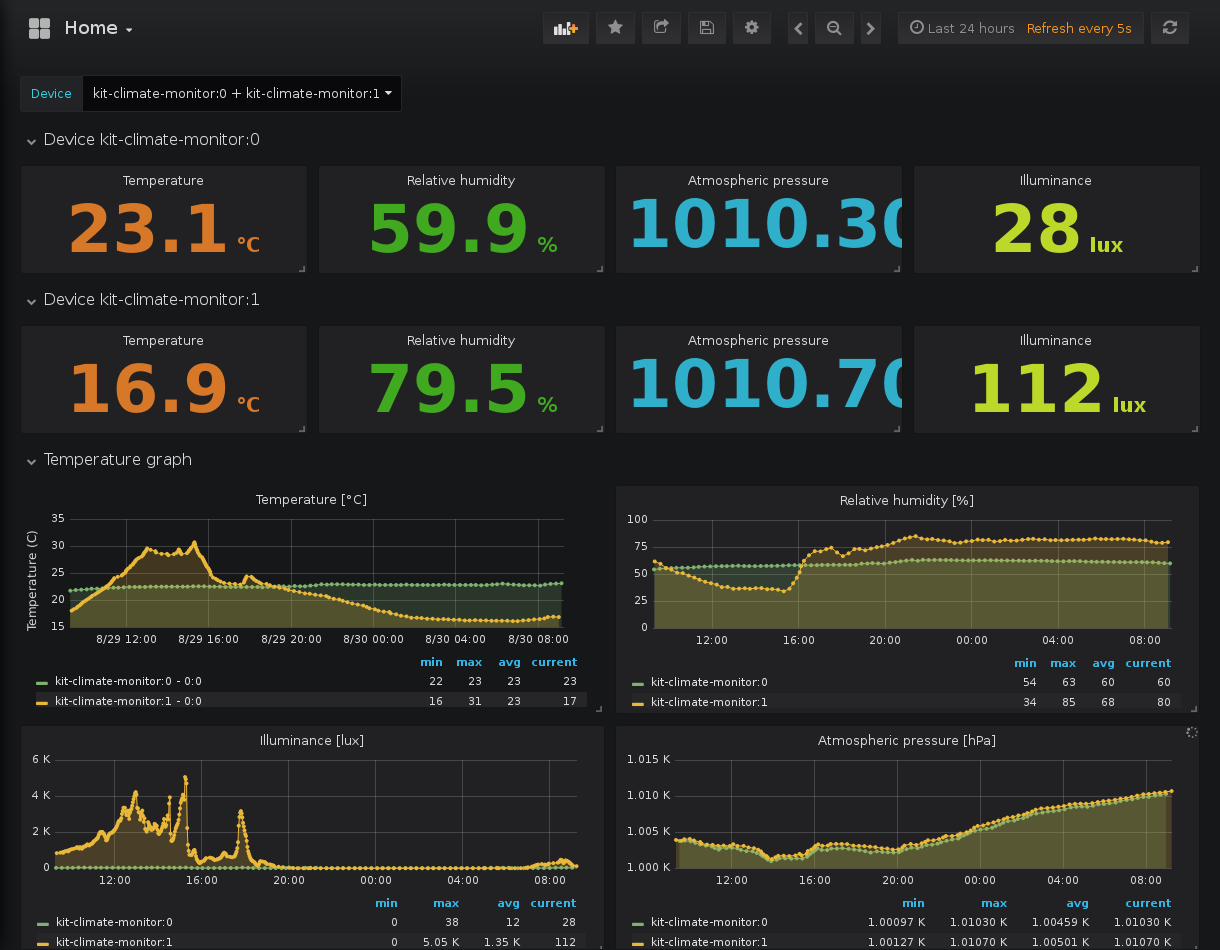 Home
Last 24 hours Refresh every 5s
Device kit-climate-monitor:0 + kit-climate-monitor:1
Device kit-climate-monitor:0
Temperature Relative humidity Atmospheric pressure Illuminance
23.1 °C 59.9 % 1010.30 28 lux
Device kit-climate-monitor:1
Temperature Relative humidity Atmospheric pressure Illuminance
16.9 °C 79.5 % 1010.70 112 lux
Temperature graph
Temperature [°C]
Temperature (C)
35
30
25
20
15
8/29 12:00 8/29 16:00 8/29 20:00 8/30 00:00 8/30 04:00 8/30 08:00
min max avg current
kit-climate-monitor:0 - 0:0 22 23 23 23
kit-climate-monitor:1 - 0:0 16 31 23 17
Relative humidity [%]
100
75
50
25
0
12:00 16:00 20:00 00:00 04:00 08:00
min max avg current
kit-climate-monitor:0 54 63 60 60
kit-climate-monitor:1 34 85 68 80
Illuminance [lux]
6 K
4 K
2 K
0
12:00 16:00 20:00 00:00 04:00 08:00
min max avg current
kit-climate-monitor:0 0 38 12 28
kit-climate-monitor:1 0 5.05 K 1.35 K 112
Atmospheric pressure [hPa]
1.015 K
1.010 K
1.005 K
1.000 K
12:00 16:00 20:00 00:00 04:00 08:00
min max avg current
kit-climate-monitor:0 1.00097 K 1.01030 K 1.00459 K 1.01030 K
kit-climate-monitor:1 1.00127 K 1.01070 K 1.00501 K 1.01070 K